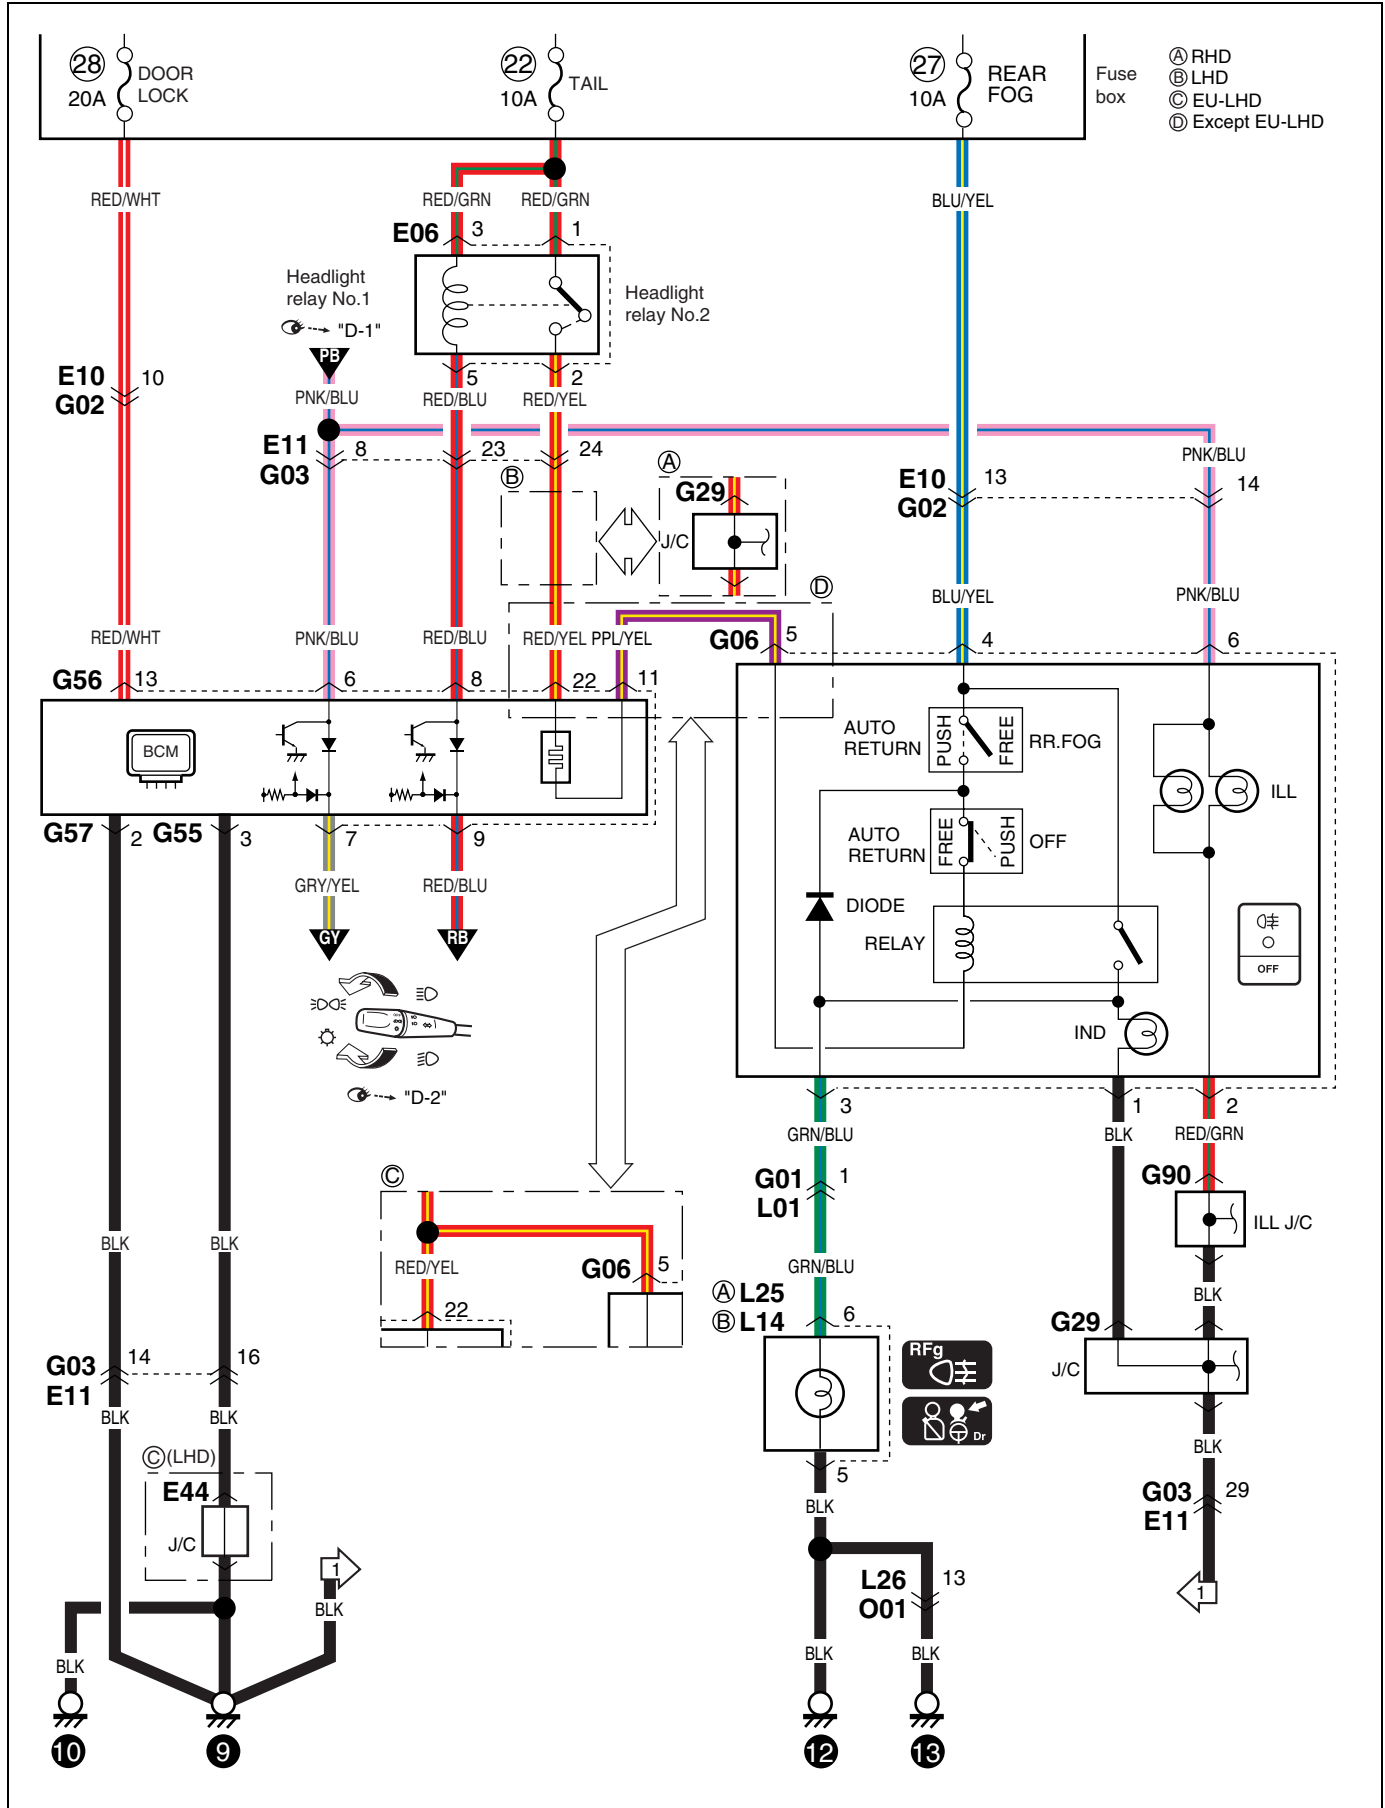 28 DOOR LOCK
20A
22 TAIL
10A
27 REAR FOG
10A
Fuse box
Ⓐ RHD
Ⓑ LHD
Ⓒ EU-LHD
Ⓓ Except EU-LHD
RED/WHT
RED/GRN
RED/GRN
BLU/YEL
E06 3 1
Headlight relay No.1
"D-1"
PB
Headlight relay No.2
5 2
E10 10
G02
PNK/BLU
RED/BLU
RED/YEL
E11 8 23 24
G03
Ⓑ
Ⓐ
G29
J/C
PNK/BLU
E10 13 14
G02
Ⓓ
BLU/YEL
PNK/BLU
RED/WHT
PNK/BLU
RED/BLU
RED/YEL
PPL/YEL
G06 5 4 6
G56 13 6 8 22 11
BCM
AUTO RETURN
PUSH
FREE
RR.FOG
ILL
G57 2 G55 3 7 9
AUTO RETURN
FREE
PUSH
OFF
GRY/YEL
RED/BLU
GY
RB
DIODE
RELAY
OFF
IND
"D-2"
3 1 2
GRN/BLU
BLK
RED/GRN
G01 1
L01
G90
ILL J/C
Ⓒ
RED/YEL
G06 5
22
BLK
BLK
GRN/BLU
BLK
Ⓐ L25 6
Ⓑ L14
G29
J/C
RFg
Dr
G03 14 16
E11
BLK
BLK
5
BLK
BLK
Ⓒ (LHD)
E44
J/C
G03 29
E11
1
BLK
L26 13
O01
1
BLK
BLK
BLK
10
9
12
13